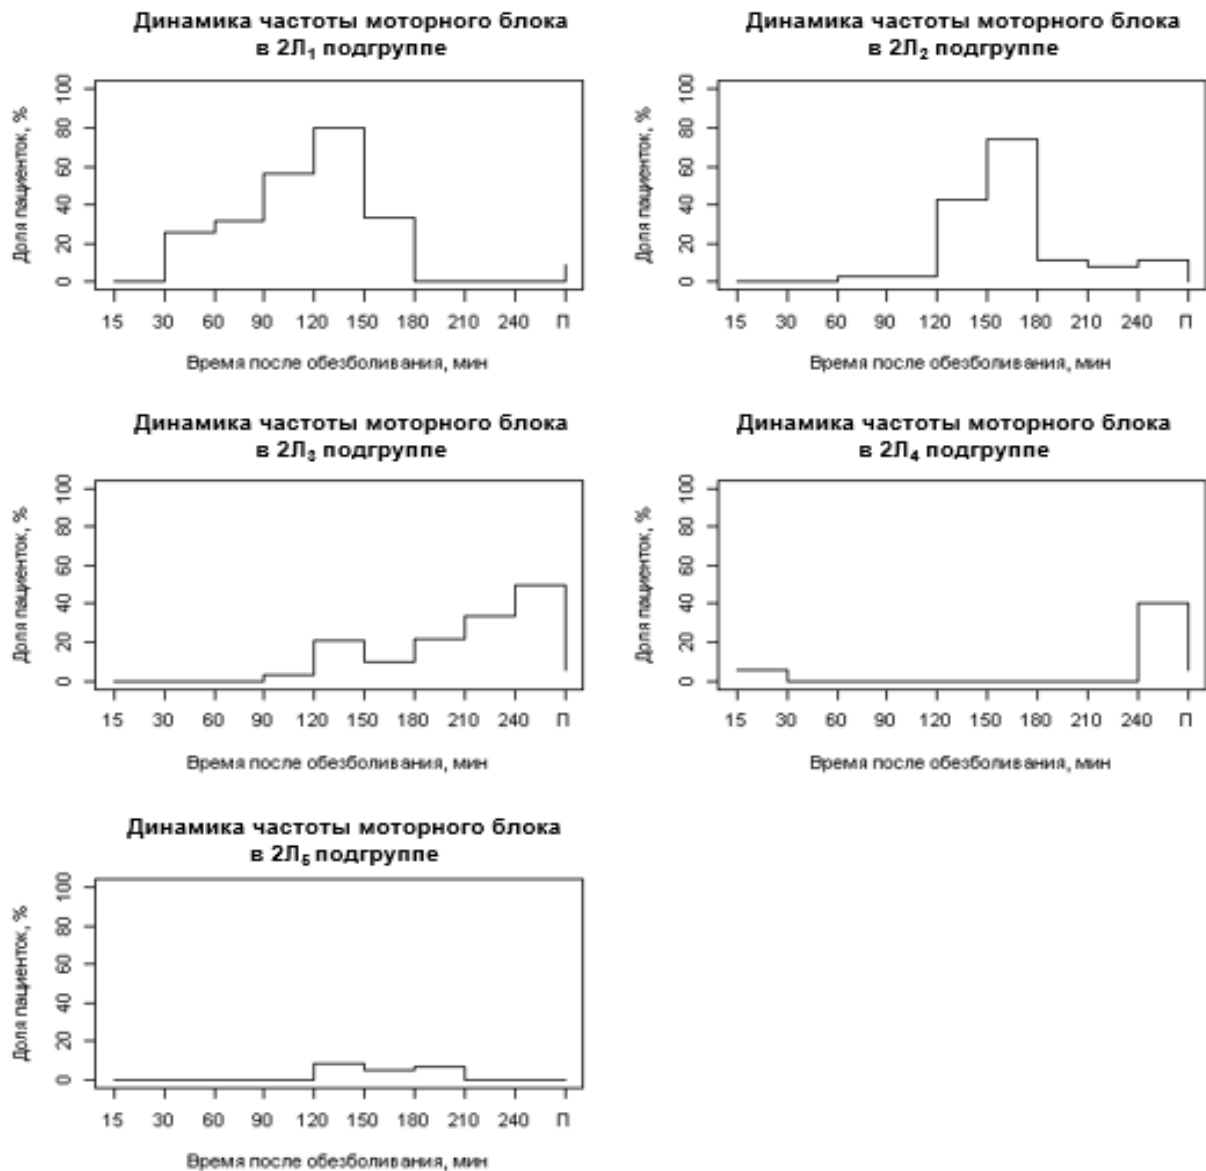 Динамика частоты моторного блока
в 2Л₁ подгруппе
Доля пациенток, %
100
80
60
40
20
0
15 30 60 90 120 150 180 210 240 П
Время после обезболивания, мин
Динамика частоты моторного блока
в 2Л₂ подгруппе
Доля пациенток, %
100
80
60
40
20
0
15 30 60 90 120 150 180 210 240 П
Время после обезболивания, мин
Динамика частоты моторного блока
в 2Л₃ подгруппе
Доля пациенток, %
100
80
60
40
20
0
15 30 60 90 120 150 180 210 240 П
Время после обезболивания, мин
Динамика частоты моторного блока
в 2Л₄ подгруппе
Доля пациенток, %
100
80
60
40
20
0
15 30 60 90 120 150 180 210 240 П
Время после обезболивания, мин
Динамика частоты моторного блока
в 2Л₅ подгруппе
Доля пациенток, %
100
80
60
40
20
0
15 30 60 90 120 150 180 210 240 П
Время после обезболивания, мин